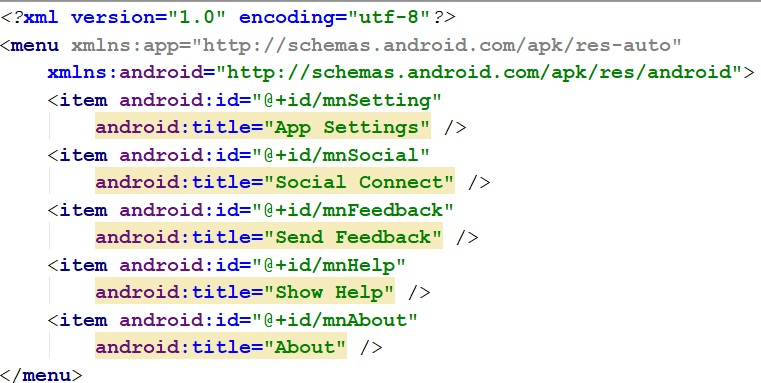 <?xml version="1.0" encoding="utf-8"?>
<menu xmlns:app="http://schemas.android.com/apk/res-auto"
    xmlns:android="http://schemas.android.com/apk/res/android">
    <item android:id="@+id/mnSetting"
        android:title="App Settings" />
    <item android:id="@+id/mnSocial"
        android:title="Social Connect" />
    <item android:id="@+id/mnFeedback"
        android:title="Send Feedback" />
    <item android:id="@+id/mnHelp"
        android:title="Show Help" />
    <item android:id="@+id/mnAbout"
        android:title="About" />
</menu>